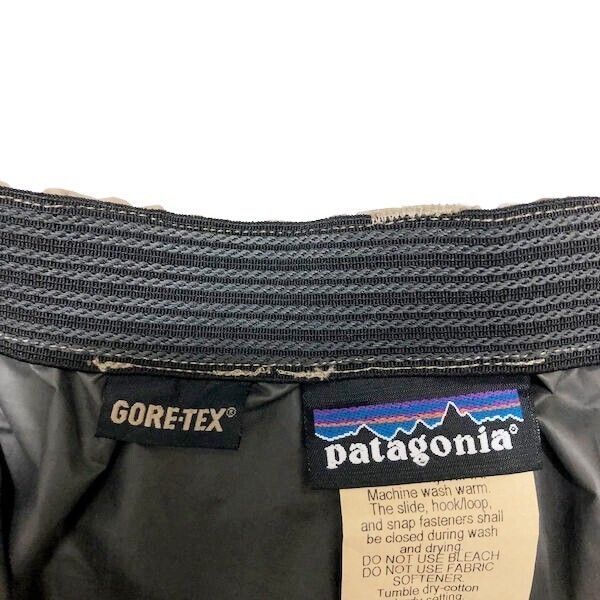 GORE-TEX®
patagonia®
Machine wash warm.
The slide, hook/loop,
and snap fasteners shall
be closed during wash
and drying.
DO NOT USE BLEACH
DO NOT USE FABRIC
SOFTENER.
Tumble dry-cotton
setting.